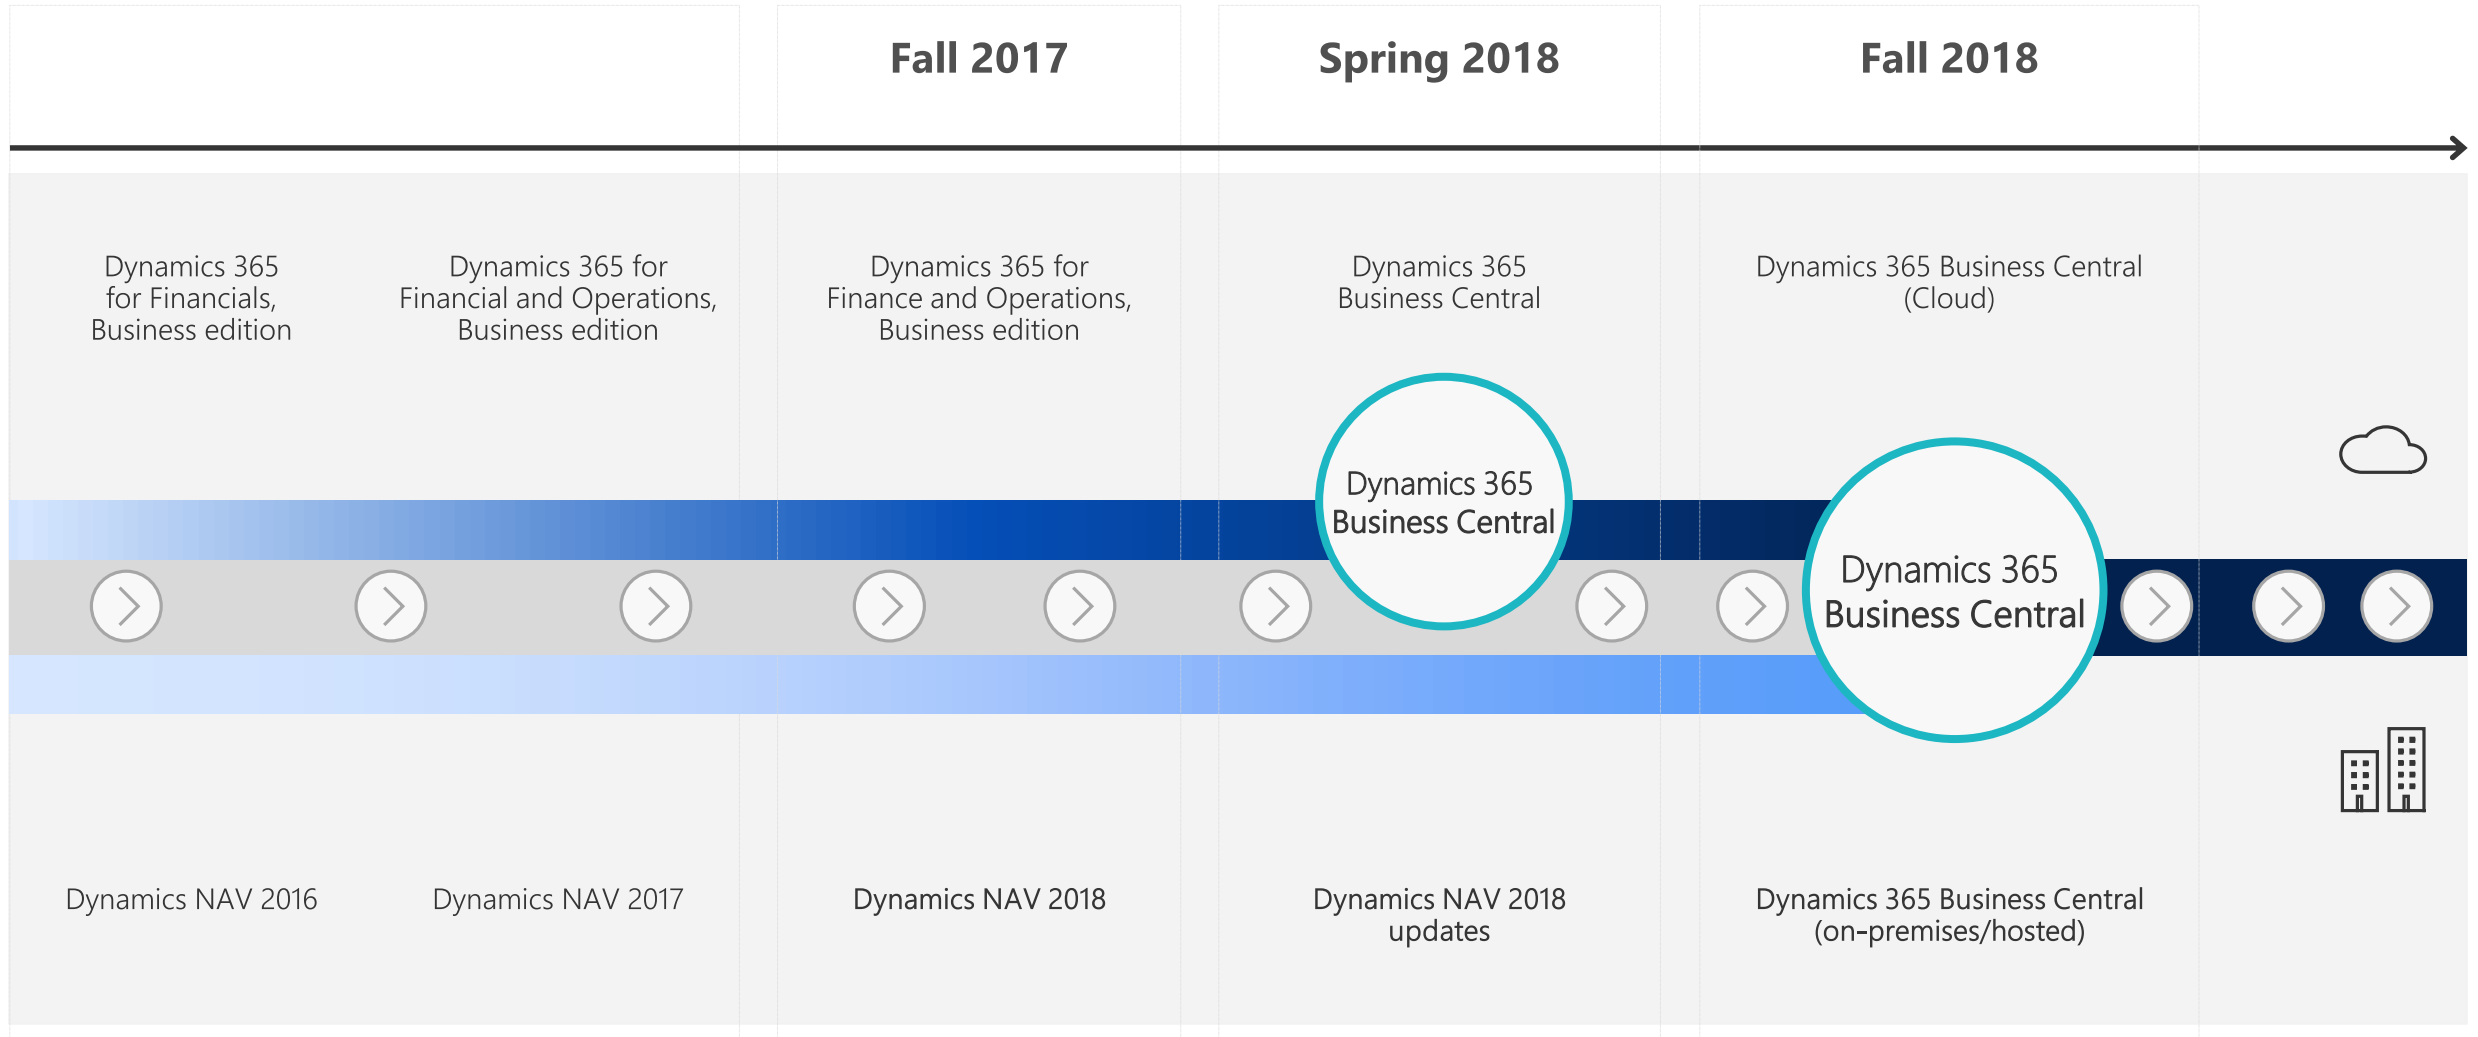 Fall 2017
Spring 2018
Fall 2018
Dynamics 365
for Financials,
Business edition
Dynamics 365 for
Financial and Operations,
Business edition
Dynamics 365 for
Finance and Operations,
Business edition
Dynamics 365
Business Central
Dynamics 365 Business Central
(Cloud)
Dynamics 365
Business Central
Dynamics 365
Business Central
Dynamics NAV 2016
Dynamics NAV 2017
Dynamics NAV 2018
Dynamics NAV 2018
updates
Dynamics 365 Business Central
(on-premises/hosted)